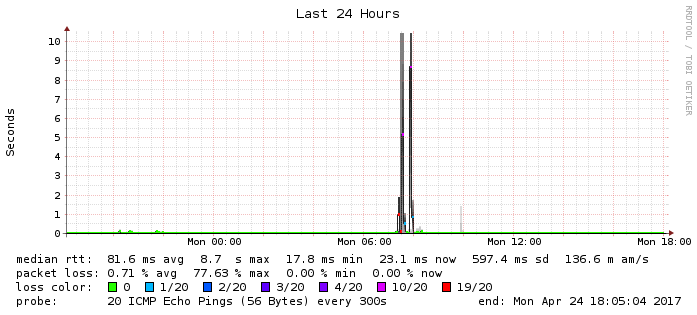 Last 24 Hours
RRDTOOL / TOBI OETIKER
Seconds
10
9
8
7
6
5
4
3
2
1
0
Mon 00:00 Mon 06:00 Mon 12:00 Mon 18:00
median rtt: 81.6 ms avg 8.7 s max 17.8 ms min 23.1 ms now 597.4 ms sd 136.6 m am/s
packet loss: 0.71 % avg 77.63 % max 0.00 % min 0.00 % now
loss color: 0 1/20 2/20 3/20 4/20 10/20 19/20
probe: 20 ICMP Echo Pings (56 Bytes) every 300s end: Mon Apr 24 18:05:04 2017